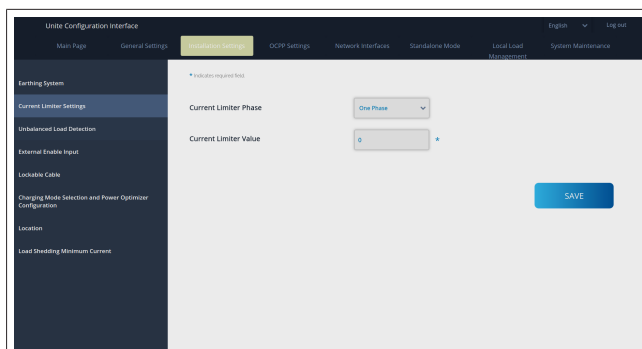 Unite Configuration Interface
English
Log out
Main Page
General Settings
Installation Settings
OCPP Settings
Network Interfaces
Standalone Mode
Local Load
Management
System Maintenance
* Indicates required field.
Earthing System
Current Limiter Settings
Unbalanced Load Detection
External Enable Input
Lockable Cable
Charging Mode Selection and Power Optimizer
Configuration
Location
Load Shedding Minimum Current
Current Limiter Phase
One Phase
Current Limiter Value
0
*
SAVE